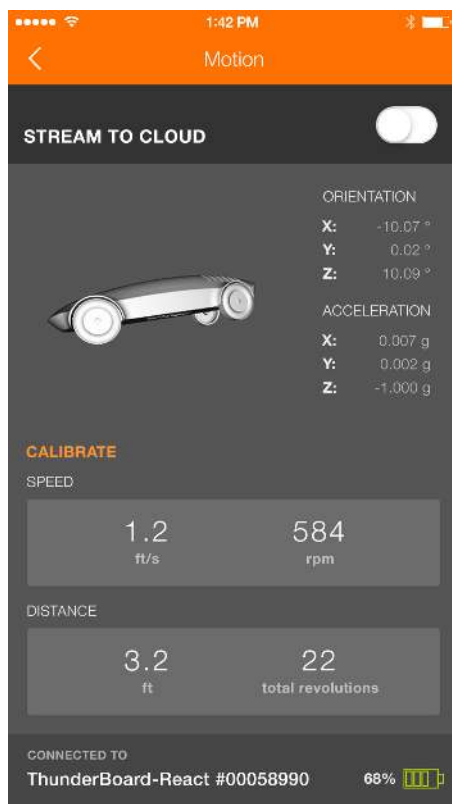 1:42 PM
Motion
STREAM TO CLOUD
ORIENTATION
X: -10.07 °
Y: 0.02 °
Z: 10.09 °
ACCELERATION
X: 0.007 g
Y: 0.002 g
Z: -1.000 g
CALIBRATE
SPEED
1.2 584
ft/s rpm
DISTANCE
3.2 22
ft total revolutions
CONNECTED TO
ThunderBoard-React #00058990 68%